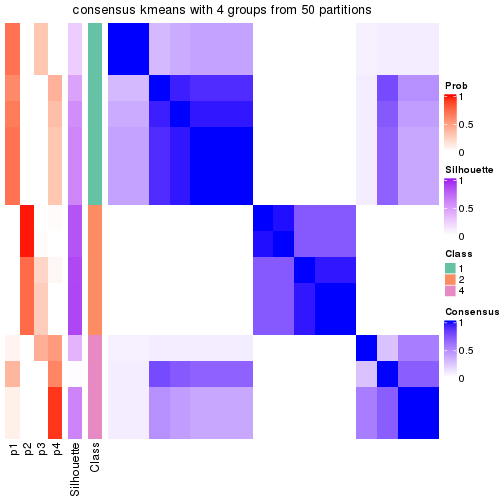 consensus kmeans with 4 groups from 50 partitions
Prob
1
0.5
0
Silhouette
1
0.5
0
Class
1
2
4
Consensus
1
0.5
0
p1
p2
p3
p4
Silhouette
Class